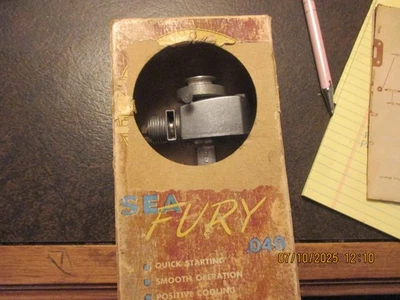 SEA
FURY
049
QUICK STARTING
SMOOTH OPERATION
POSITIVE COOLING
07/10/2025 12:10